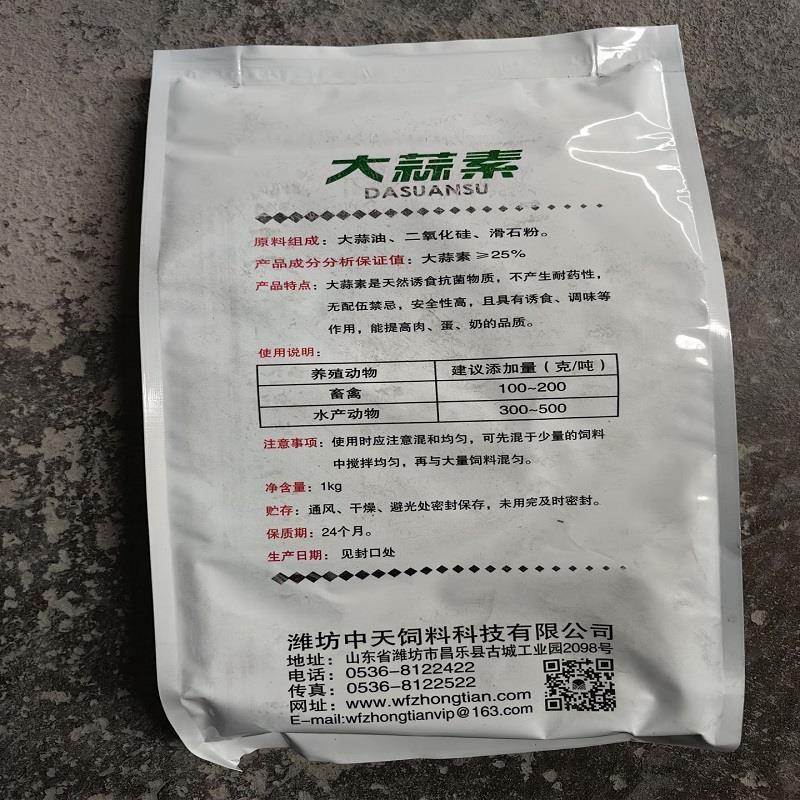 大蒜素
DASUANSU
原料组成：大蒜油、二氧化硅、滑石粉。
产品成分分析保证值：大蒜素 ≥25%
产品特点：大蒜素是天然诱食抗菌物质，不产生耐药性，
无配伍禁忌，安全性高，且具有诱食、调味等
作用，能提高肉、蛋、奶的品质。
使用说明：
养殖动物 建议添加量（克/吨）
畜禽 100~200
水产动物 300~500
注意事项：使用时应注意混和均匀，可先混于少量的饲料
中搅拌均匀，再与大量饲料混匀。
净含量：1kg
贮存：通风、干燥、避光处密封保存，未用完及时密封。
保质期：24个月。
生产日期：见封口处
潍坊中天饲料科技有限公司
地址：山东省潍坊市昌乐县古城工业园2098号
电话：0536-8122422
传真：0536-8122522
网址：www.wfzhongtian.com
E-mail:wfzhongtianvip@163.com